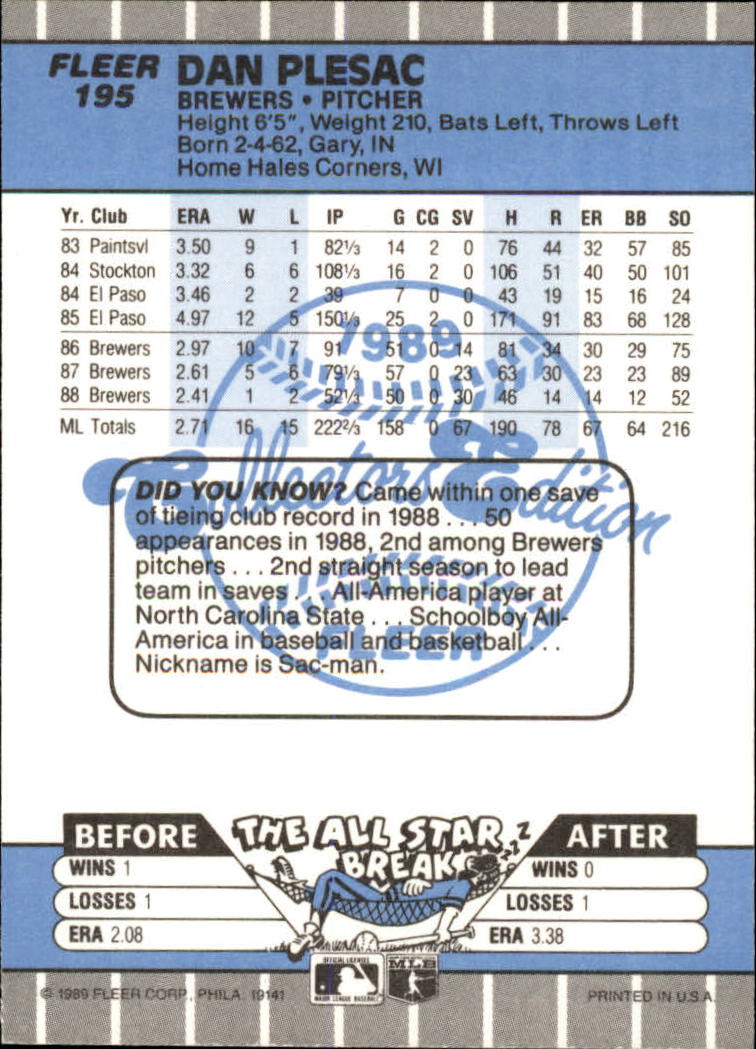 FLEER
195
DAN PLESAC
BREWERS • PITCHER
Height 6'5", Weight 210, Bats Left, Throws Left
Born 2-4-62, Gary, IN
Home Hales Corners, WI
Yr. Club ERA W L IP G CG SV H R ER BB SO
83 Paintsvl 3.50 9 1 82⅓ 14 2 0 76 44 32 57 85
84 Stockton 3.32 6 6 108⅓ 16 2 0 106 51 40 50 101
84 El Paso 3.46 2 2 39 7 0 0 43 19 15 16 24
85 El Paso 4.97 12 5 150⅓ 25 2 0 171 91 83 68 128
86 Brewers 2.97 10 7 91 51 0 14 81 34 30 29 75
87 Brewers 2.61 5 6 79⅓ 57 0 23 63 30 23 23 89
88 Brewers 2.41 1 2 52⅓ 50 0 30 46 14 14 12 52
ML Totals 2.71 16 15 222⅔ 158 0 67 190 78 67 64 216
1989
Collectors Edition
FLEER
DID YOU KNOW? Came within one save
of tieing club record in 1988 . . . 50
appearances in 1988, 2nd among Brewers
pitchers . . . 2nd straight season to lead
team in saves . . . All-America player at
North Carolina State . . . Schoolboy All-
America in baseball and basketball . . .
Nickname is Sac-man.
BEFORE THE ALL STAR BREAK AFTER
ZZZ
WINS 1 WINS 0
LOSSES 1 LOSSES 1
ERA 2.08 ERA 3.38
OFFICIAL LICENSEE
MAJOR LEAGUE BASEBALL
MLB
© 1989 FLEER CORP., PHILA. 19141 PRINTED IN U.S.A.